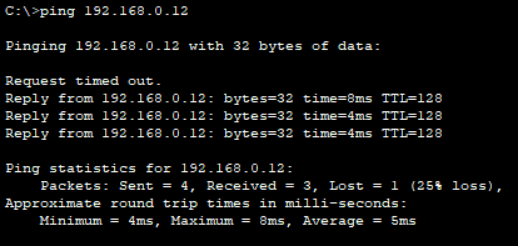 C:\>ping 192.168.0.12
Pinging 192.168.0.12 with 32 bytes of data:
Request timed out.
Reply from 192.168.0.12: bytes=32 time=8ms TTL=128
Reply from 192.168.0.12: bytes=32 time=4ms TTL=128
Reply from 192.168.0.12: bytes=32 time=4ms TTL=128
Ping statistics for 192.168.0.12:
    Packets: Sent = 4, Received = 3, Lost = 1 (25% loss),
Approximate round trip times in milli-seconds:
    Minimum = 4ms, Maximum = 8ms, Average = 5ms